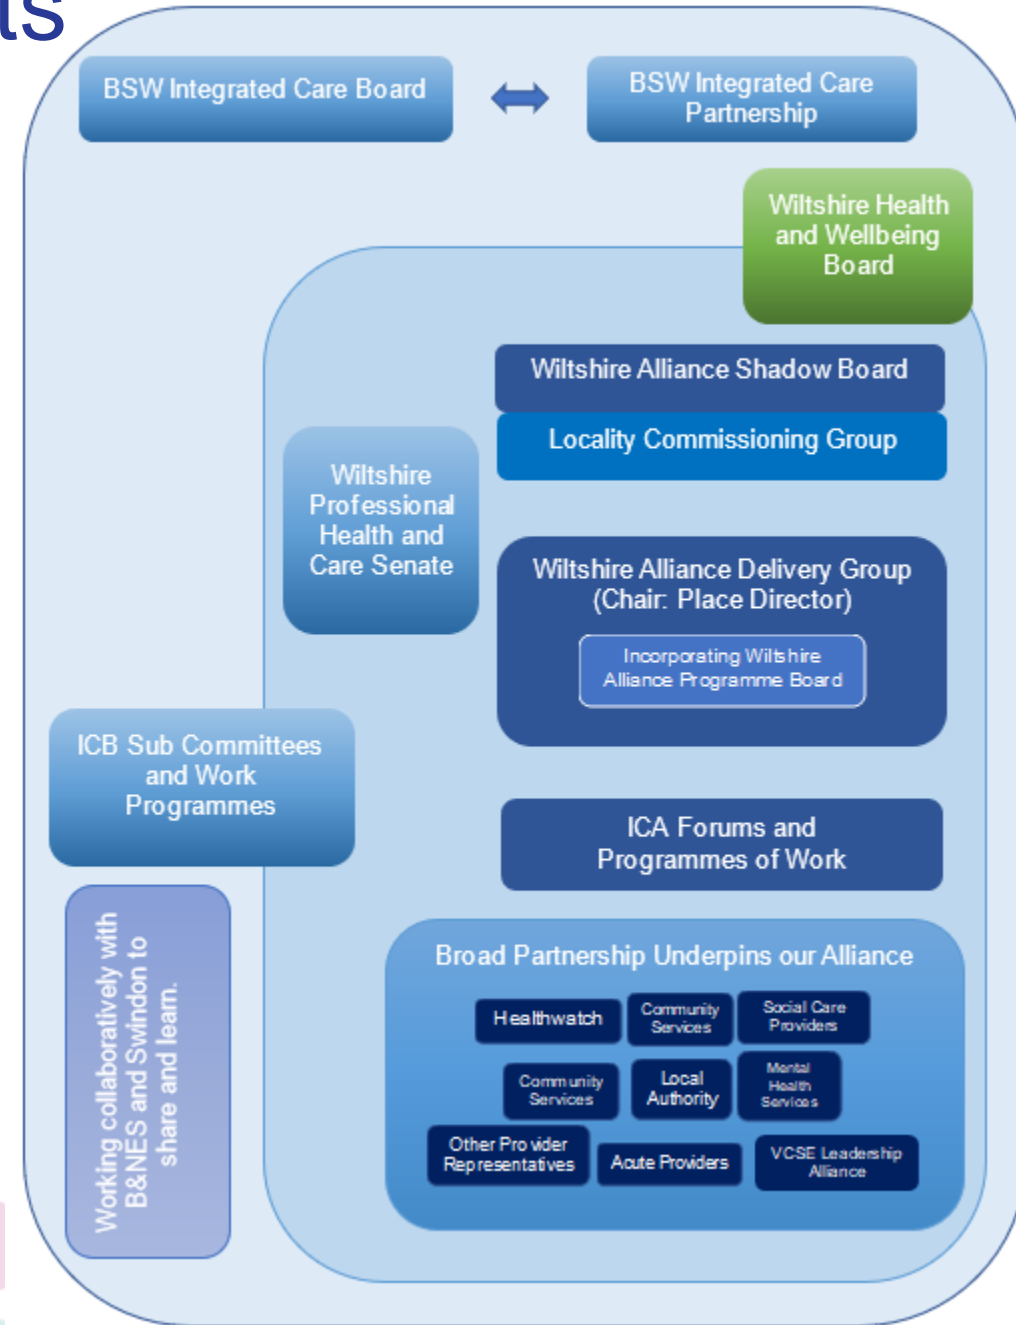 ts
BSW Integrated Care Board
BSW Integrated Care
Partnership
Wiltshire Health
and Wellbeing
Board
Wiltshire Alliance Shadow Board
Locality Commissioning Group
Wiltshire
Professional
Health and
Care Senate
Wiltshire Alliance Delivery Group
(Chair: Place Director)
Incorporating Wiltshire
Alliance Programme Board
ICB Sub Committees
and Work
Programmes
ICA Forums and
Programmes of Work
Working collaboratively with
B&NES and Swindon to
share and learn.
Broad Partnership Underpins our Alliance
Healthwatch
Community
Services
Social Care
Providers
Community
Services
Local
Authority
Mental
Health
Services
Other Provider
Representatives
Acute Providers
VCSE Leadership
Alliance